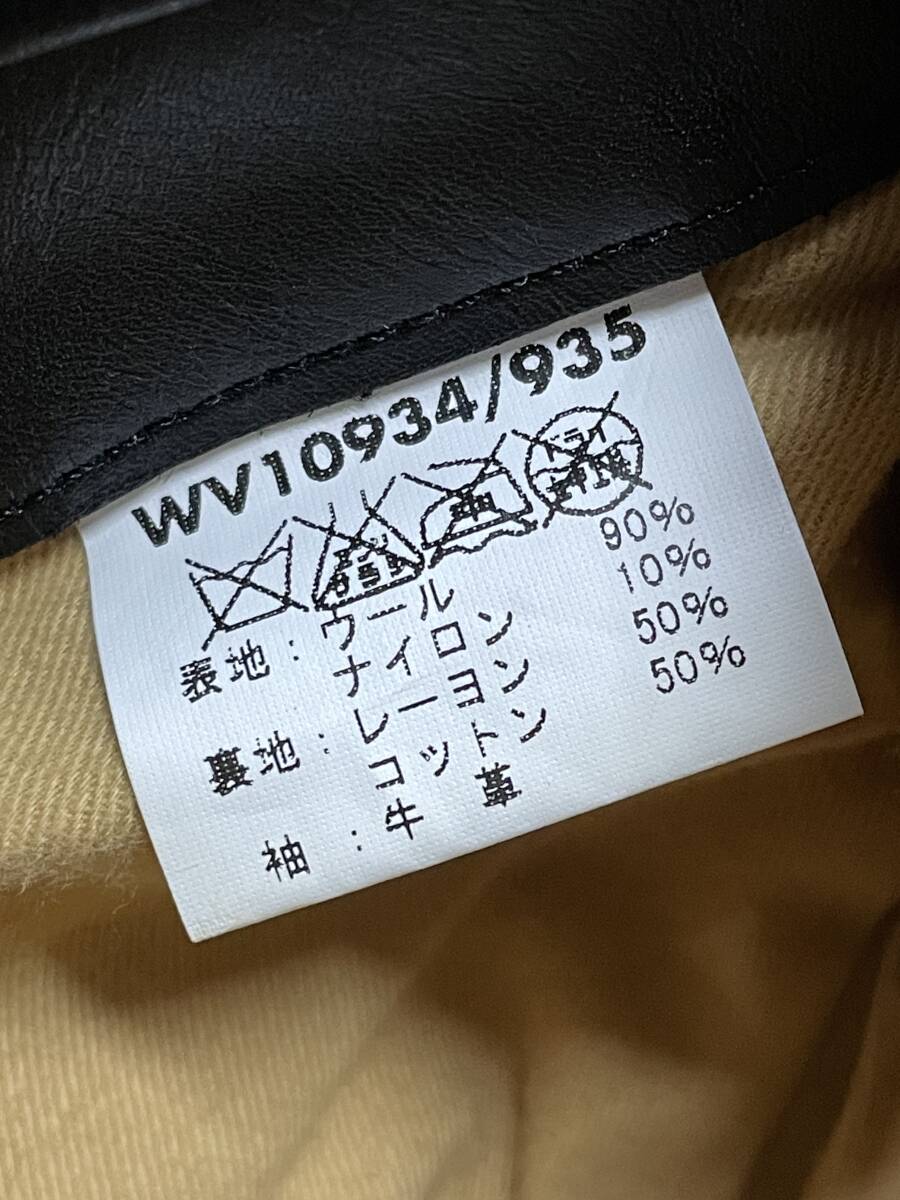 WV10934/935
表地：ウール 90%
ナイロン 10%
裏地：レーヨン 50%
コットン 50%
袖：牛革